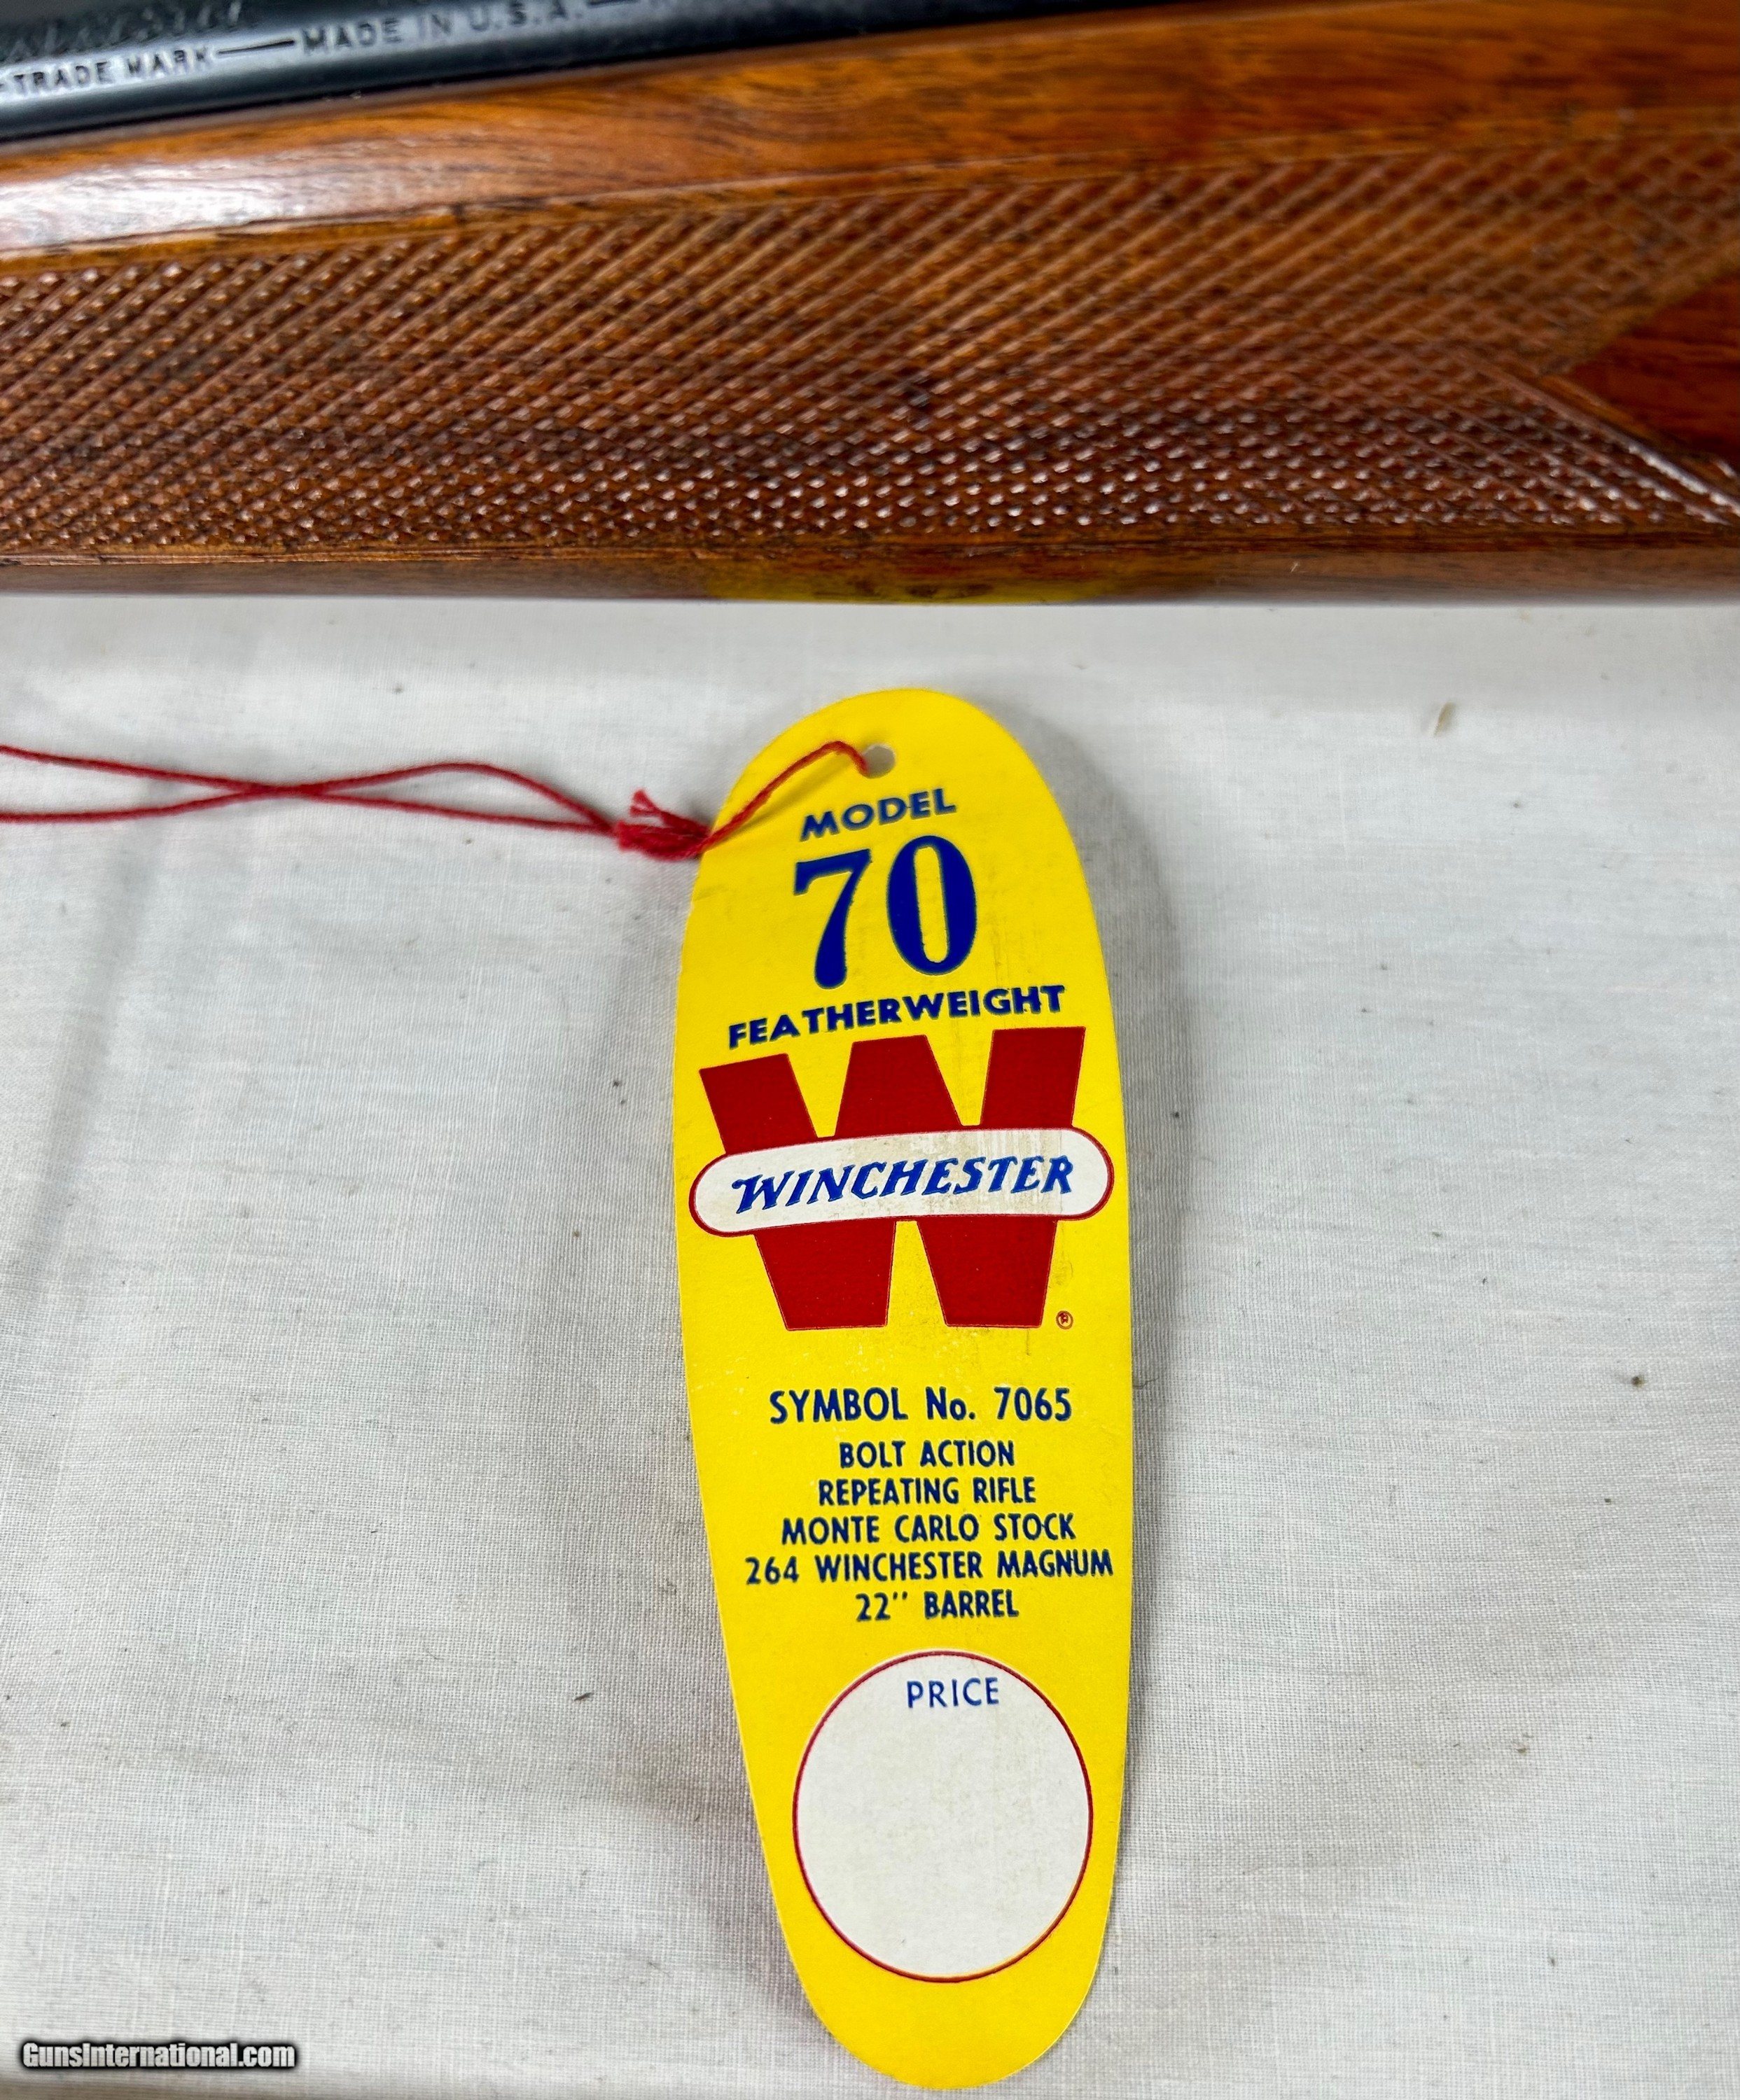 TRADE MARK — MADE IN U.S.A. —
MODEL
70
FEATHERWEIGHT
WINCHESTER
®
SYMBOL No. 7065
BOLT ACTION
REPEATING RIFLE
MONTE CARLO STOCK
264 WINCHESTER MAGNUM
22" BARREL
PRICE
GunsInternational.com